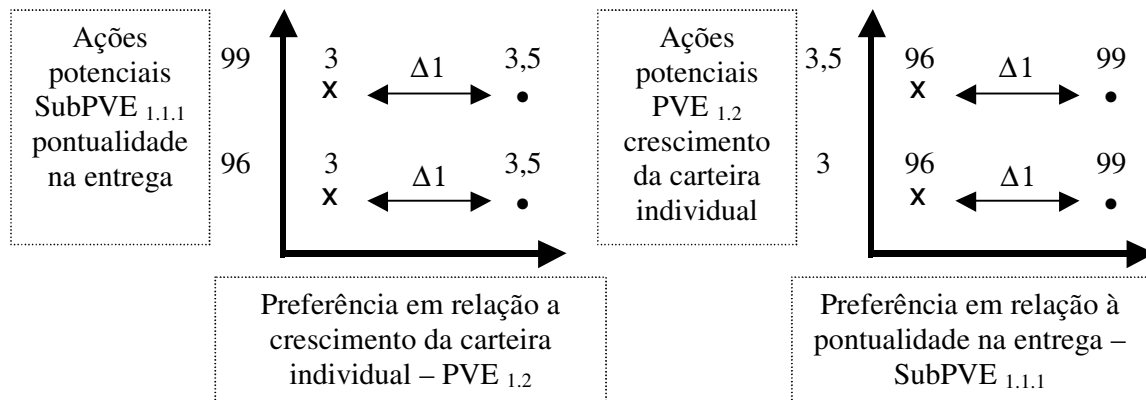 Ações
potenciais
SubPVE 1.1.1
pontualidade
na entrega
99
96
3 Δ1 3,5
x •
3 Δ1 3,5
x •
Preferência em relação a
crescimento da carteira
individual – PVE 1.2
Ações
potenciais
PVE 1.2
crescimento
da carteira
individual
3,5
3
96 Δ1 99
x •
96 Δ1 99
x •
Preferência em relação à
pontualidade na entrega –
SubPVE 1.1.1